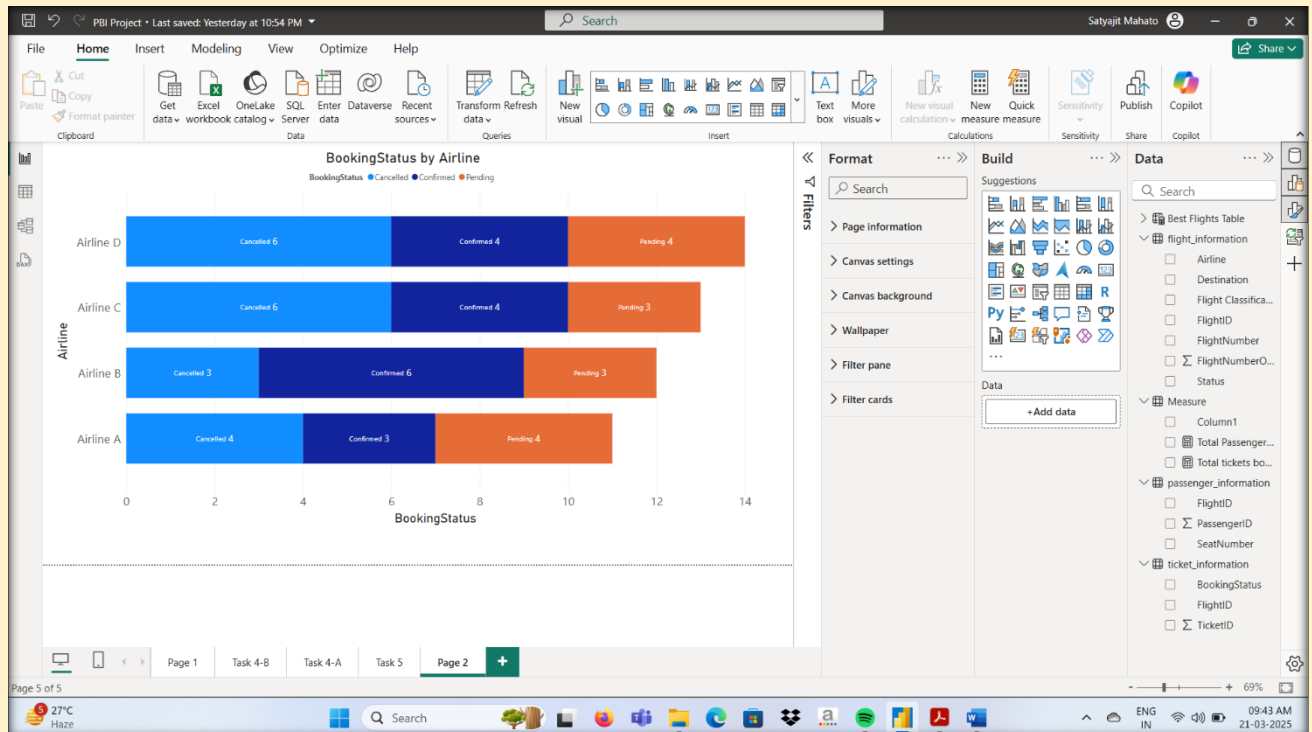 PBI Project • Last saved: Yesterday at 10:54 PM
Search
Satyajit Mahato
File Home Insert Modeling View Optimize Help
Share
Paste
Cut
Copy
Format painter
Clipboard
Get data
Excel workbook
OneLake catalog
SQL Server
Enter data
Dataverse
Recent sources
Data
Transform data
Refresh
Queries
New visual
Insert
Text box
More visuals
New visual calculation
New measure
Quick measure
Calculations
Sensitivity
Sensitivity
Publish
Share
Copilot
Copilot
BookingStatus by Airline
BookingStatus Cancelled Confirmed Pending
Airline
Airline D Cancelled 6 Confirmed 4 Pending 4
Airline C Cancelled 6 Confirmed 4 Pending 3
Airline B Cancelled 3 Confirmed 6 Pending 3
Airline A Cancelled 4 Confirmed 3 Pending 4
0 2 4 6 8 10 12 14
BookingStatus
Filters
Format
Search
Page information
Canvas settings
Canvas background
Wallpaper
Filter pane
Filter cards
Build
Suggestions
R
Py
123
...
Data
+Add data
Data
Search
Best Flights Table
flight_information
Airline
Destination
Flight Classifica...
FlightID
FlightNumber
FlightNumberO...
Status
Measure
Column1
Total Passenger...
Total tickets bo...
passenger_information
FlightID
PassengerID
SeatNumber
ticket_information
BookingStatus
FlightID
TicketID
Page 1 Task 4-B Task 4-A Task 5 Page 2 +
Page 5 of 5
- + 69%
5
27°C
Haze
Search
ENG
IN
09:43 AM
21-03-2025